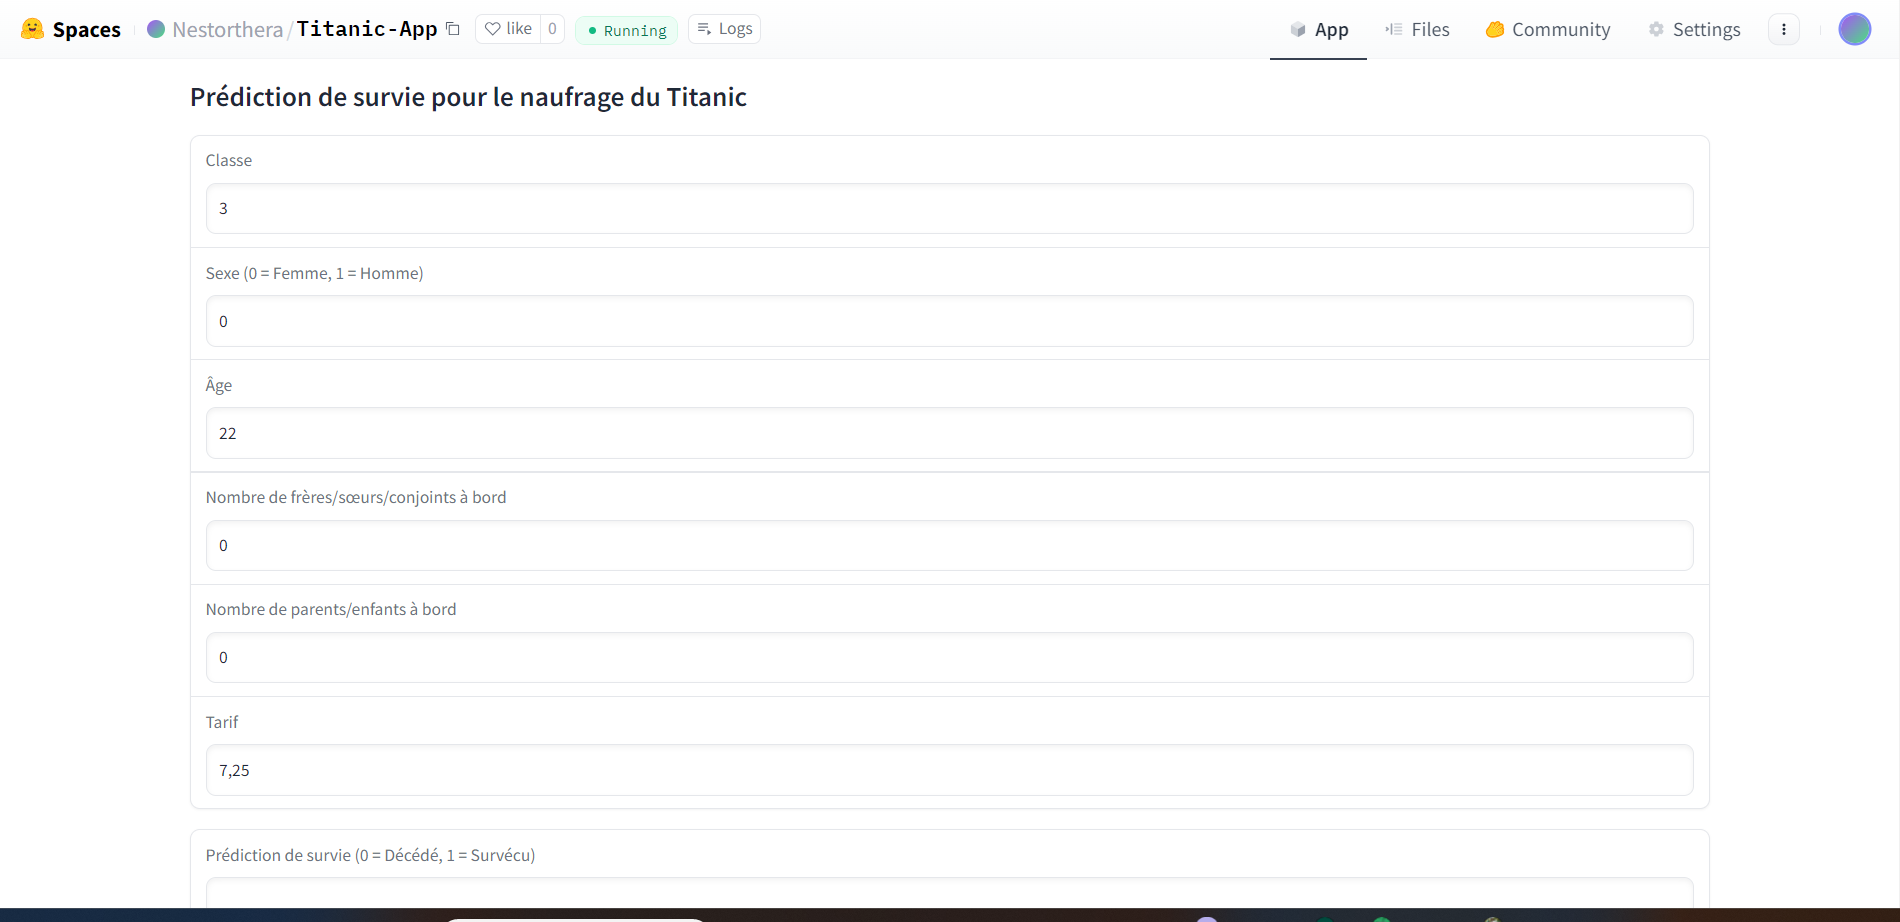 Spaces Nestorthera/Titanic-App like 0 Running Logs App Files Community Settings
Prédiction de survie pour le naufrage du Titanic
Classe
3
Sexe (0 = Femme, 1 = Homme)
0
Âge
22
Nombre de frères/sœurs/conjoints à bord
0
Nombre de parents/enfants à bord
0
Tarif
7,25
Prédiction de survie (0 = Décédé, 1 = Survécu)